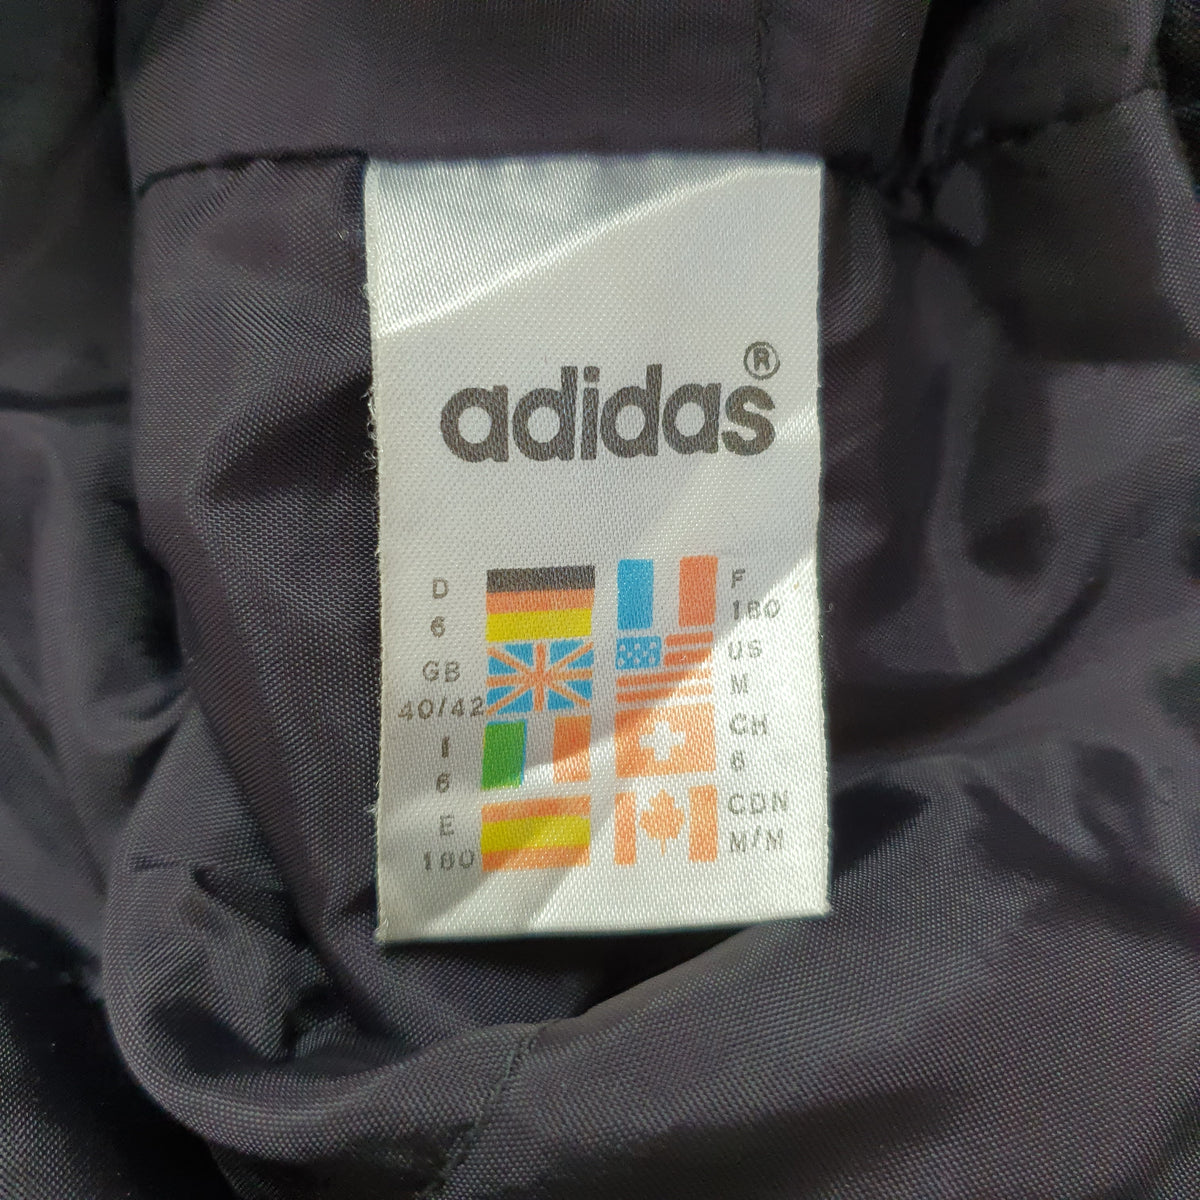 adidas®
D
6
GB
40/42
I
6
E
180
F
180
US
M
CH
6
CDN
M/M